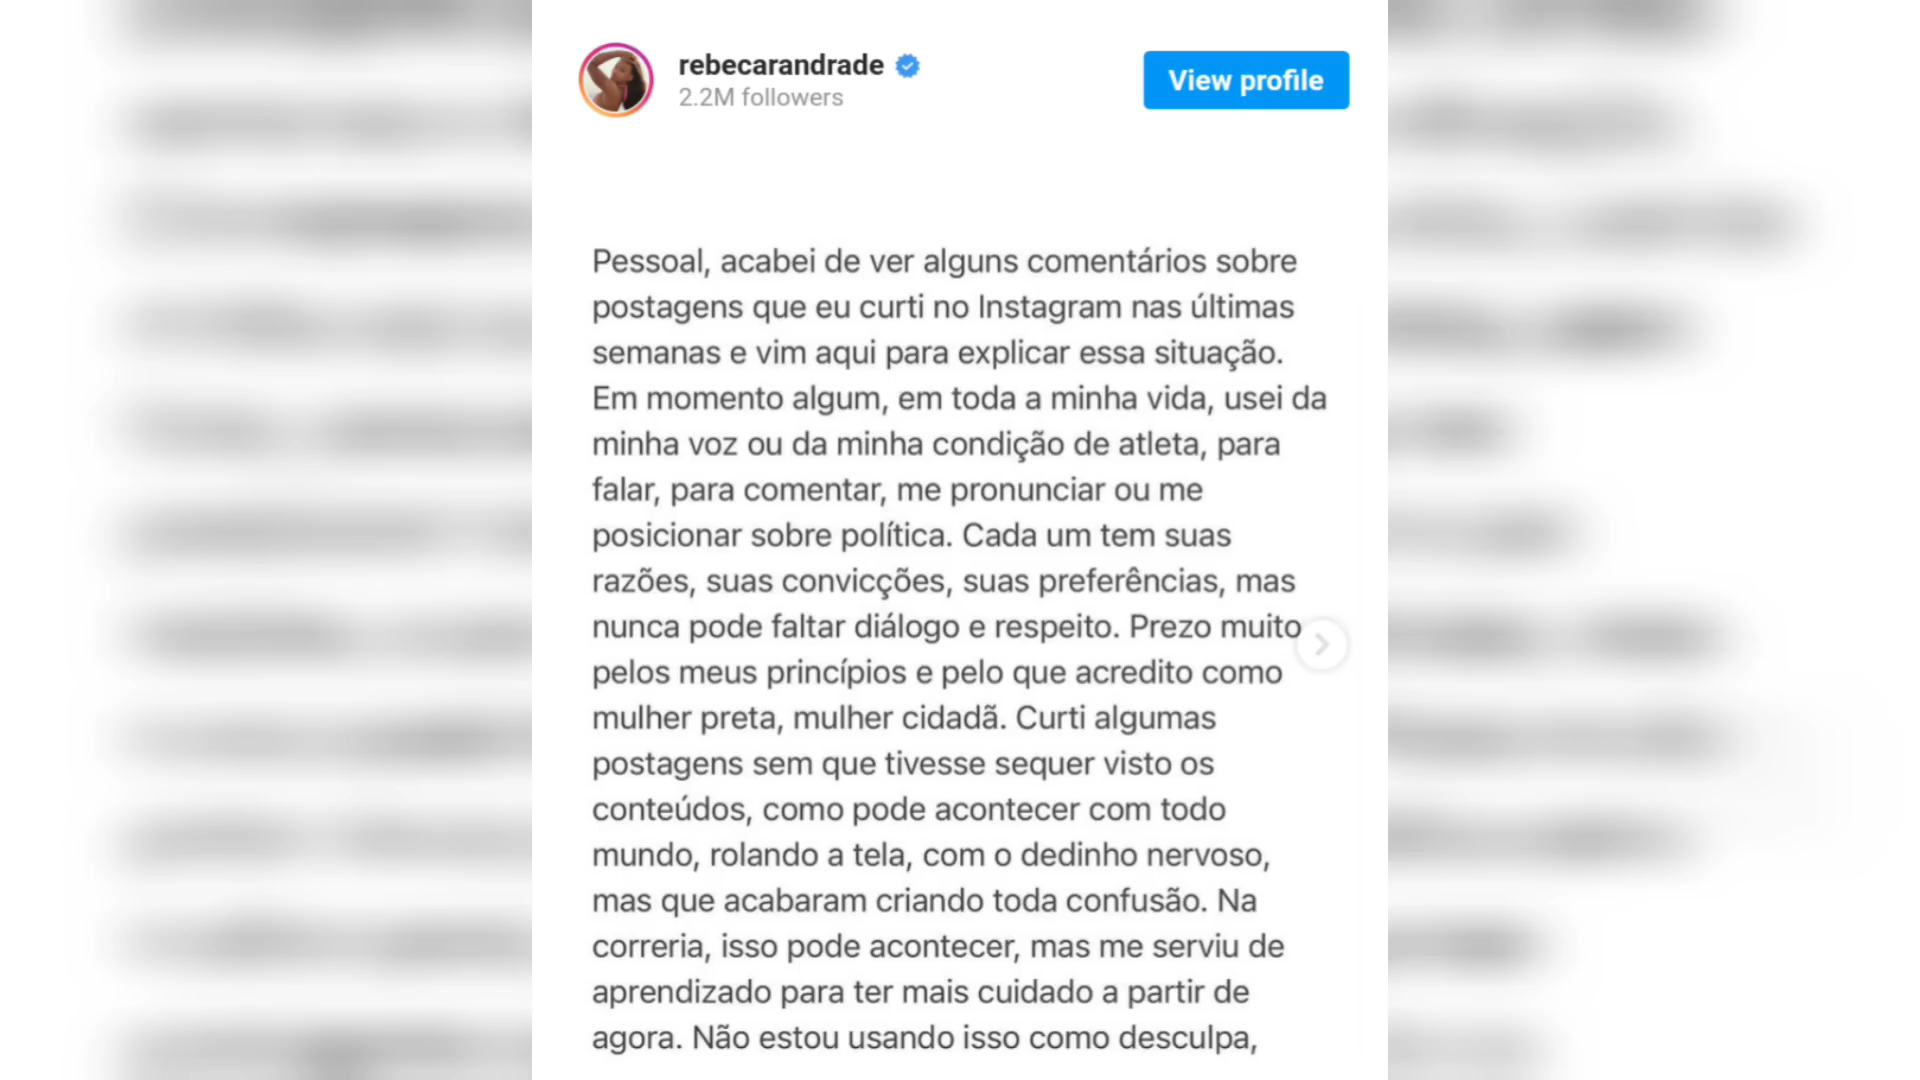 rebecarandrade
2.2M followers
View profile
Pessoal, acabei de ver alguns comentários sobre
postagens que eu curti no Instagram nas últimas
semanas e vim aqui para explicar essa situação.
Em momento algum, em toda a minha vida, usei da
minha voz ou da minha condição de atleta, para
falar, para comentar, me pronunciar ou me
posicionar sobre política. Cada um tem suas
razões, suas convicções, suas preferências, mas
nunca pode faltar diálogo e respeito. Prezo muito
pelos meus princípios e pelo que acredito como
mulher preta, mulher cidadã. Curti algumas
postagens sem que tivesse sequer visto os
conteúdos, como pode acontecer com todo
mundo, rolando a tela, com o dedinho nervoso,
mas que acabaram criando toda confusão. Na
correria, isso pode acontecer, mas me serviu de
aprendizado para ter mais cuidado a partir de
agora. Não estou usando isso como desculpa,